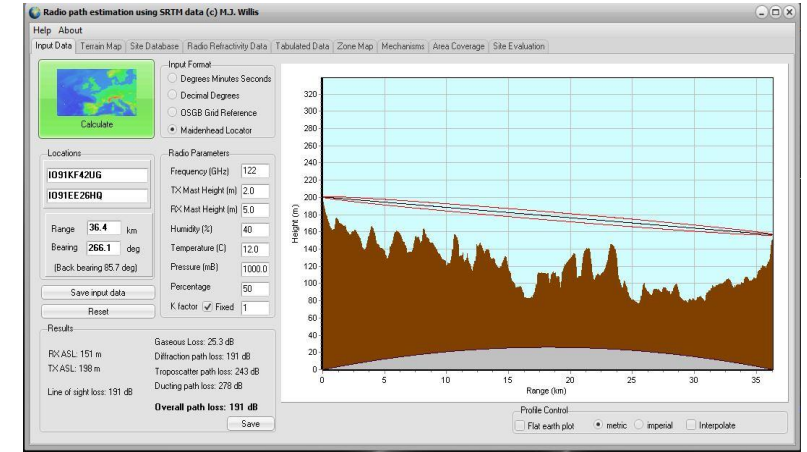 Radio path estimation using SRTM data (c) M.J. Willis
Help About
Input Data Terrain Map Site Database Radio Refractivity Data Tabulated Data Zone Map Mechanisms Area Coverage Site Evaluation
Calculate
Input Format
Degrees Minutes Seconds
Decimal Degrees
OSGB Grid Reference
Maidenhead Locator
Locations
IO91KF42UG
IO91EE26HQ
Range 36.4 km
Bearing 266.1 deg
(Back bearing 85.7 deg)
Save input data
Reset
Radio Parameters
Frequency (GHz) 122
TX Mast Height (m) 2.0
RX Mast Height (m) 5.0
Humidity (%) 40
Temperature (C) 12.0
Pressure (mB) 1000.0
Percentage 50
K factor Fixed 1
Results
RX ASL: 151 m
TX ASL: 198 m
Line of sight loss: 191 dB
Gaseous Loss: 25.3 dB
Diffraction path loss: 191 dB
Troposcatter path loss: 243 dB
Ducting path loss: 278 dB
Overall path loss: 191 dB
Save
Height (m)
320
300
280
260
240
220
200
180
160
140
120
100
80
60
40
20
0
0 5 10 15 20 25 30 35
Range (km)
Profile Control
Flat earth plot metric imperial Interpolate